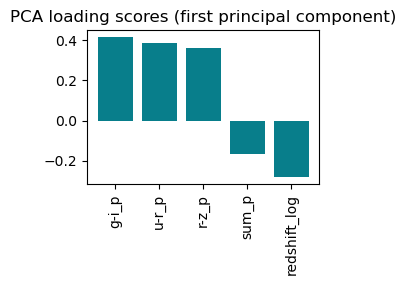 PCA loading scores (first principal component)
0.4
0.2
0.0
−0.2
g-i_p
u-r_p
r-z_p
sum_p
redshift_log